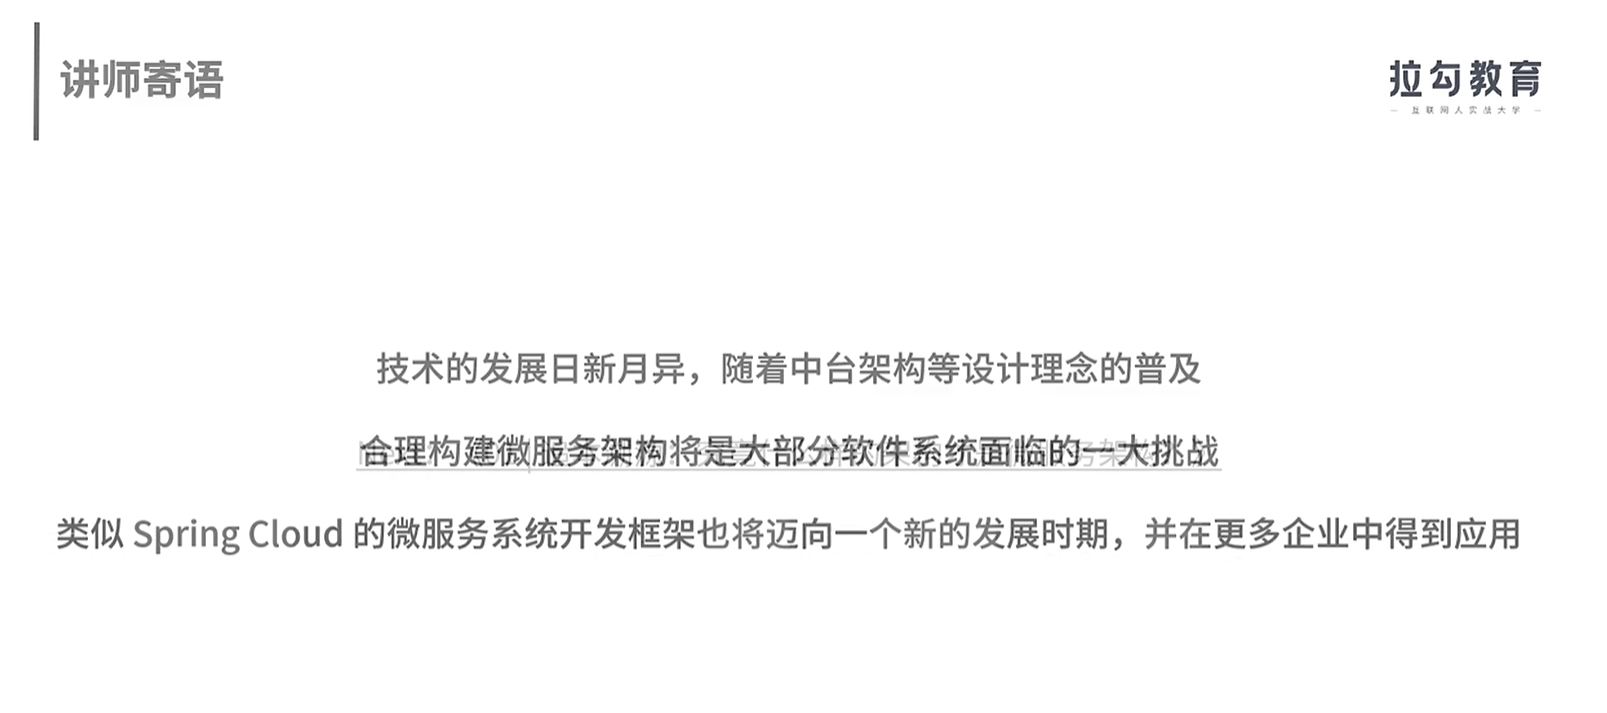 讲师寄语
拉勾教育
互联网人实战大学
技术的发展日新月异，随着中台架构等设计理念的普及
合理构建微服务架构将是大部分软件系统面临的一大挑战
类似 Spring Cloud 的微服务系统开发框架也将迈向一个新的发展时期，并在更多企业中得到应用